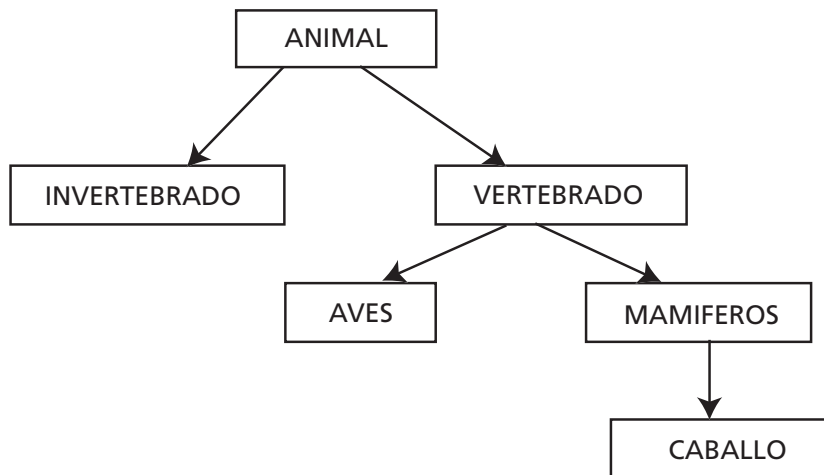 ANIMAL
INVERTEBRADO
VERTEBRADO
AVES
MAMIFEROS
CABALLO